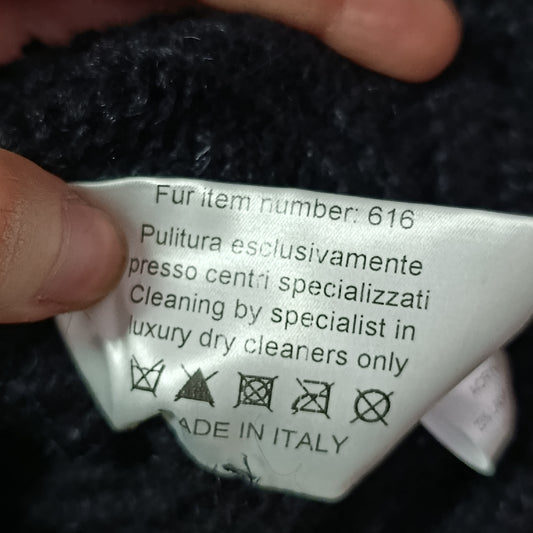 Fur item number: 616
Pulitura esclusivamente
presso centri specializzati
Cleaning by specialist in
luxury dry cleaners only
MADE IN ITALY